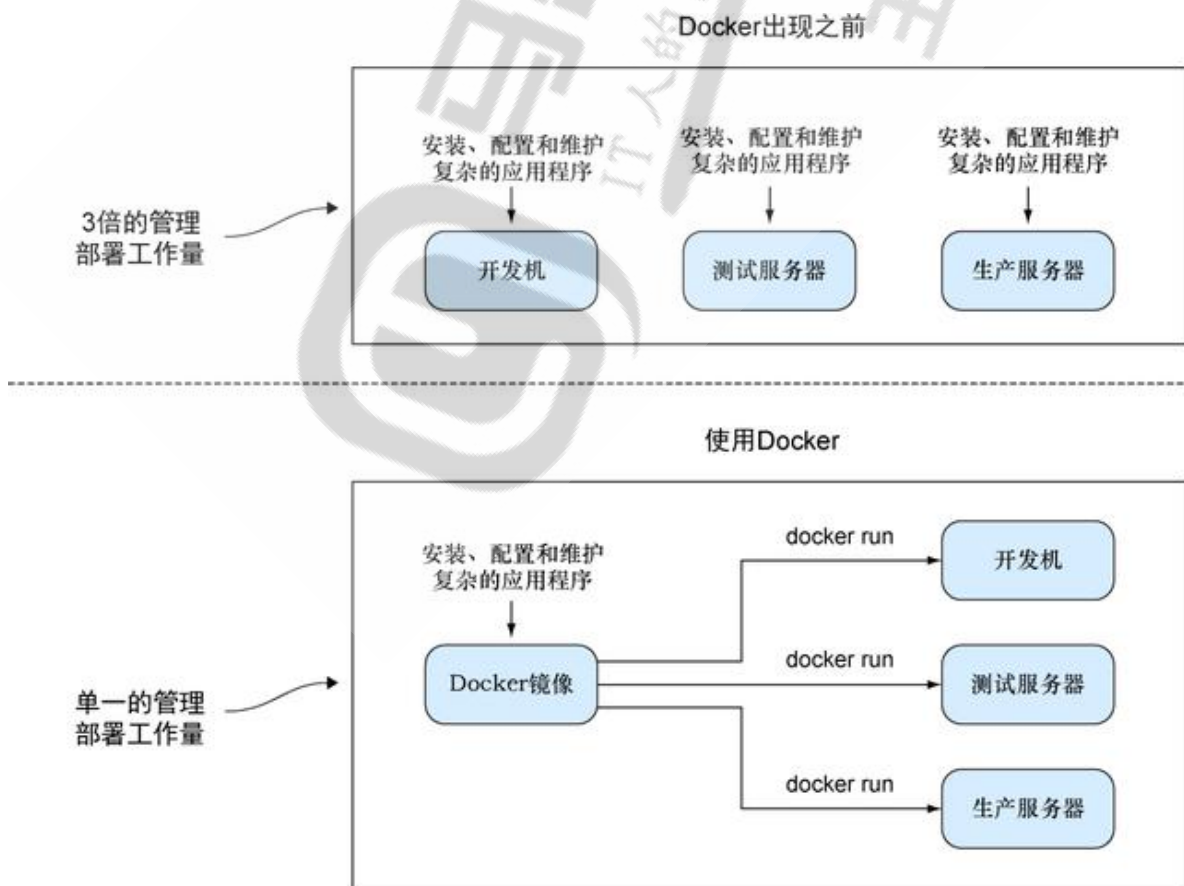 Docker出现之前
安装、配置和维护
复杂的应用程序
安装、配置和维护
复杂的应用程序
安装、配置和维护
复杂的应用程序
3倍的管理
部署工作量
开发机
测试服务器
生产服务器
使用Docker
安装、配置和维护
复杂的应用程序
Docker镜像
docker run
开发机
docker run
测试服务器
docker run
生产服务器
单一的管理
部署工作量
IT人的